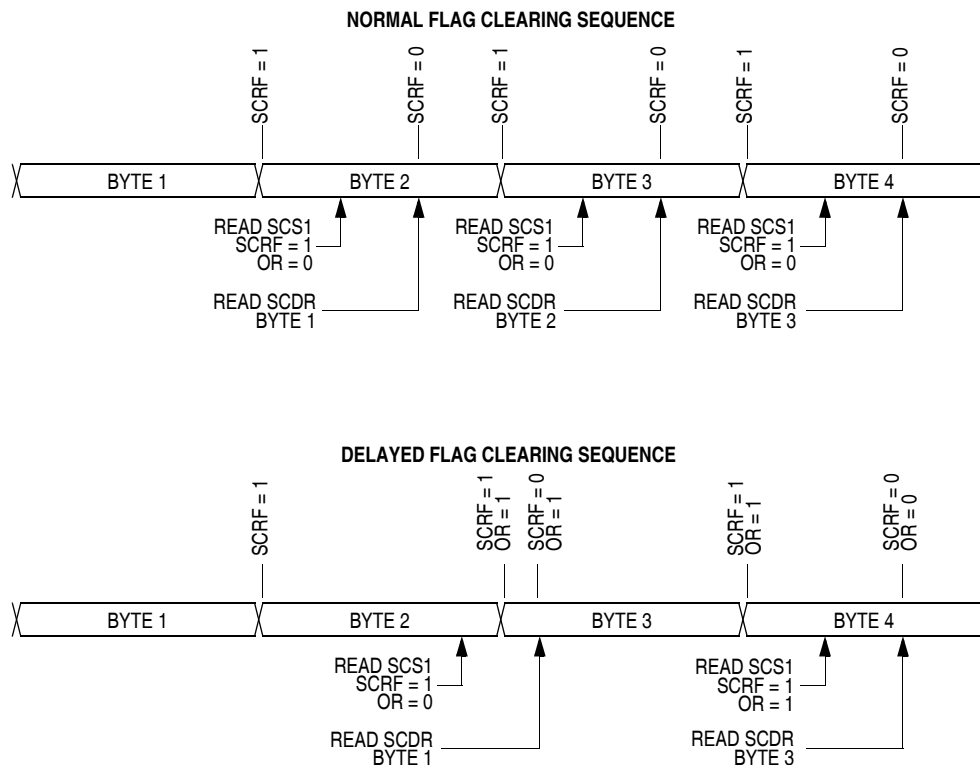 NORMAL FLAG CLEARING SEQUENCE
SCRF = 1
SCRF = 0
SCRF = 1
SCRF = 0
SCRF = 1
SCRF = 0
BYTE 1
BYTE 2
BYTE 3
BYTE 4
READ SCS1
SCRF = 1
OR = 0
READ SCS1
SCRF = 1
OR = 0
READ SCS1
SCRF = 1
OR = 0
READ SCDR
BYTE 1
READ SCDR
BYTE 2
READ SCDR
BYTE 3
DELAYED FLAG CLEARING SEQUENCE
SCRF = 1
SCRF = 1
OR = 1
SCRF = 0
OR = 1
SCRF = 1
OR = 1
SCRF = 0
OR = 0
BYTE 1
BYTE 2
BYTE 3
BYTE 4
READ SCS1
SCRF = 1
OR = 0
READ SCS1
SCRF = 1
OR = 1
READ SCDR
BYTE 1
READ SCDR
BYTE 3